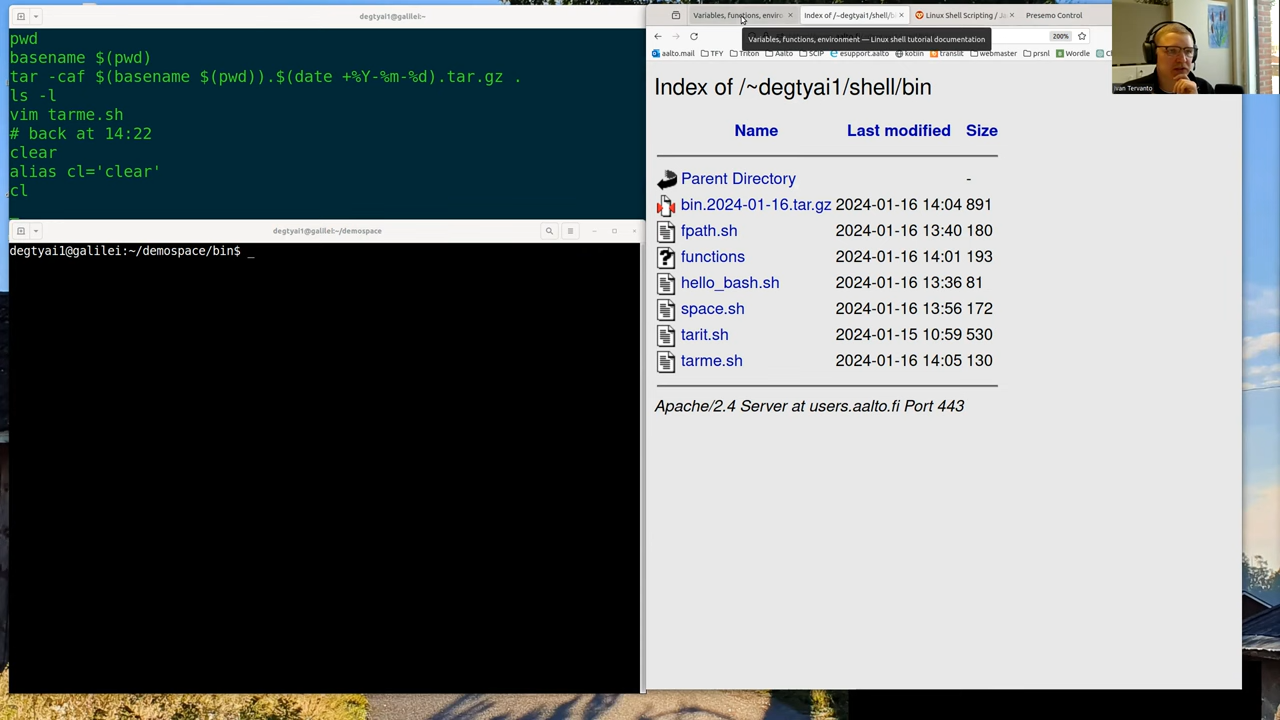 degtyai1@galilei:~
pwd
basename $(pwd)
tar -caf $(basename $(pwd)).$(date +%Y-%m-%d).tar.gz .
ls -l
vim tarme.sh
# back at 14:22
clear
alias cl='clear'
cl
degtyai1@galilei: ~/demospace
degtyai1@galilei:~/demospace/bin$ _
Variables, functions, enviro
Index of /~degtyai1/shell/b
Linux Shell Scripting /
Presemo Control
Variables, functions, environment — Linux shell tutorial documentation
200%
aalto.mail
TFY
Triton
Aalto
SCIP
esupport.aalto
kotiin
translit
webmaster
prsnl
Wordle
Index of /~degtyai1/shell/bin
Name Last modified Size
Parent Directory -
bin.2024-01-16.tar.gz 2024-01-16 14:04 891
fpath.sh 2024-01-16 13:40 180
functions 2024-01-16 14:01 193
hello_bash.sh 2024-01-16 13:36 81
space.sh 2024-01-16 13:56 172
tarit.sh 2024-01-15 10:59 530
tarme.sh 2024-01-16 14:05 130
Apache/2.4 Server at users.aalto.fi Port 443
Ivan Tervanto